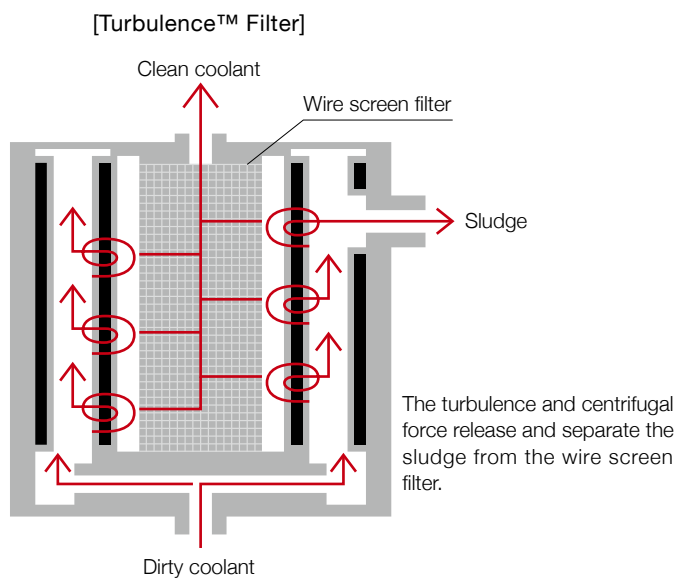 [Turbulence™ Filter]
Clean coolant
Wire screen filter
Sludge
The turbulence and centrifugal
force release and separate the
sludge from the wire screen
filter.
Dirty coolant